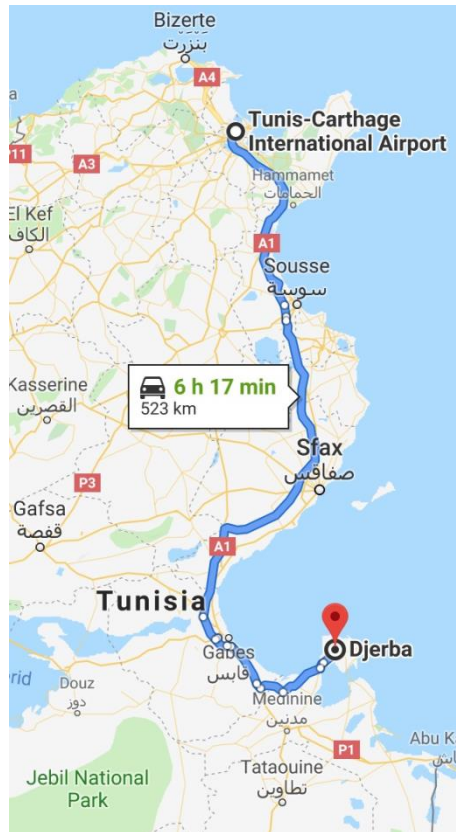 Bizerte
بنزرت
A4
Tunis-Carthage
International Airport
11
A3
Hammamet
الحمامات
El Kef
الكاف
A1
Sousse
سوسة
6 h 17 min
523 km
Kasserine
القصرين
Sfax
صفاقس
P3
Gafsa
قفصة
A1
Tunisia
Djerba
Gabes
قابس
Douz
دوز
Medinine
مدنين
P1
Tataouine
تطاوين
Jebil National
Park